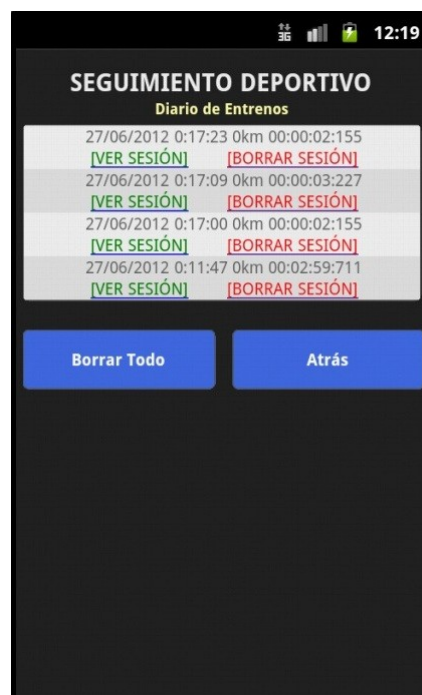 3G 12:19
SEGUIMIENTO DEPORTIVO
Diario de Entrenos
27/06/2012 0:17:23 0km 00:00:02:155
[VER SESIÓN] [BORRAR SESIÓN]
27/06/2012 0:17:09 0km 00:00:03:227
[VER SESIÓN] [BORRAR SESIÓN]
27/06/2012 0:17:00 0km 00:00:02:155
[VER SESIÓN] [BORRAR SESIÓN]
27/06/2012 0:11:47 0km 00:02:59:711
[VER SESIÓN] [BORRAR SESIÓN]
Borrar Todo Atrás